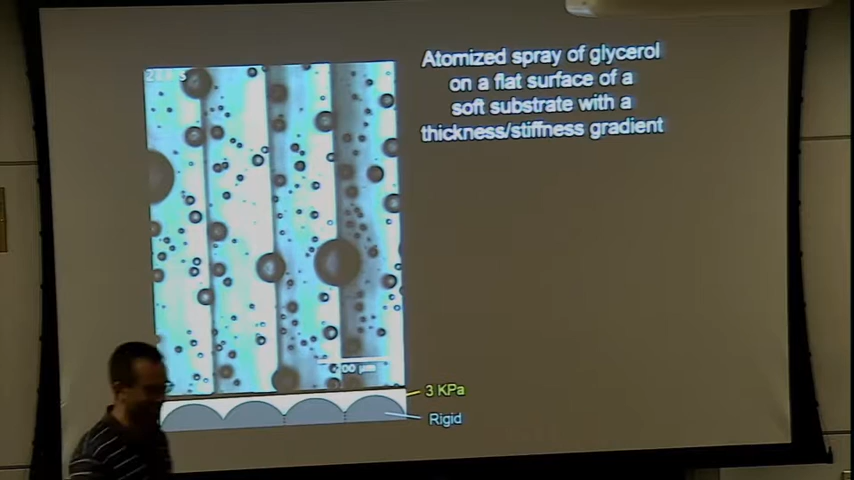 Atomized spray of glycerol
on a flat surface of a
soft substrate with a
thickness/stiffness gradient
3 KPa
Rigid